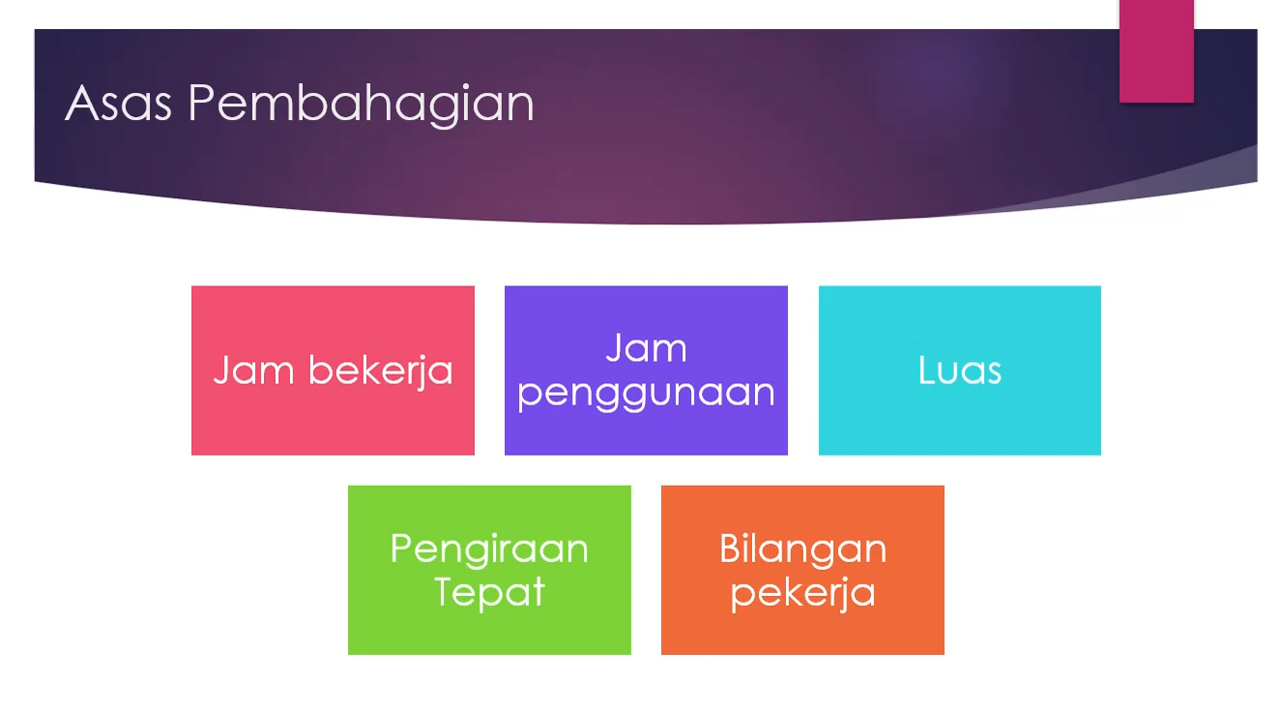 Asas Pembahagian
Jam bekerja
Jam
penggunaan
Luas
Pengiraan
Tepat
Bilangan
pekerja